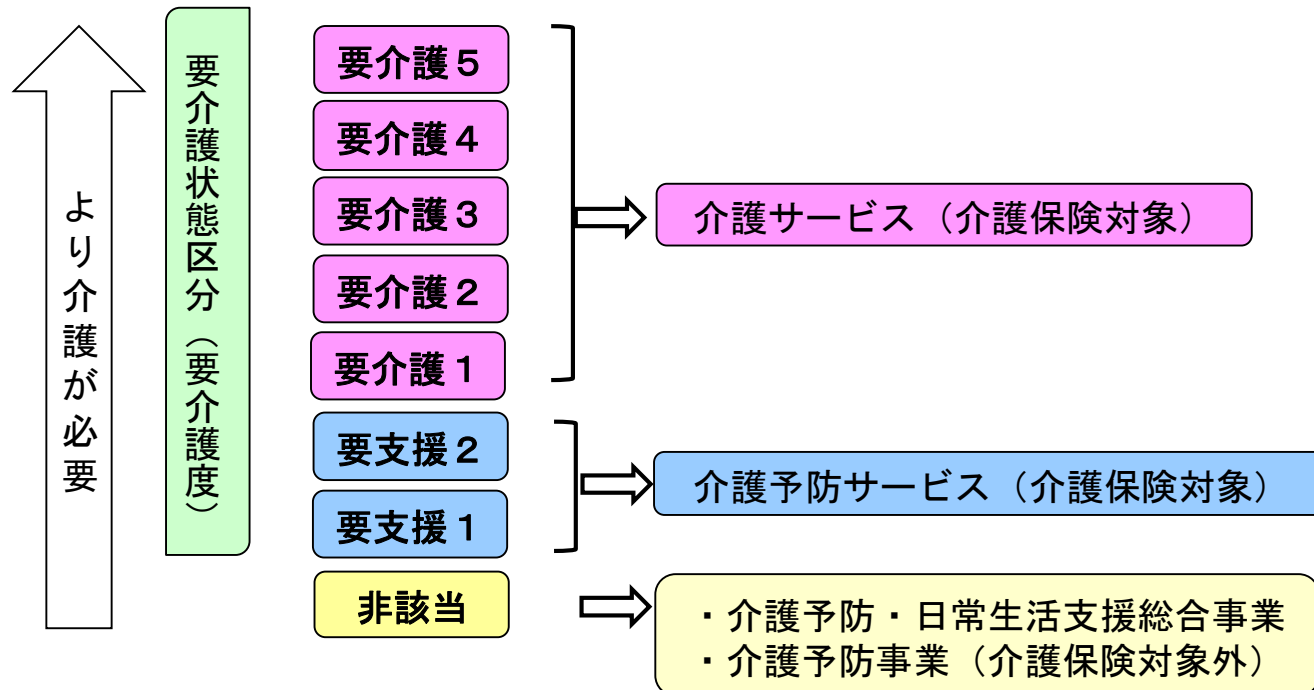 より介護が必要
要介護状態区分（要介護度）
要介護５
要介護４
要介護３
要介護２
要介護１
要支援２
要支援１
非該当
介護サービス（介護保険対象）
介護予防サービス（介護保険対象）
・介護予防・日常生活支援総合事業
・介護予防事業（介護保険対象外）